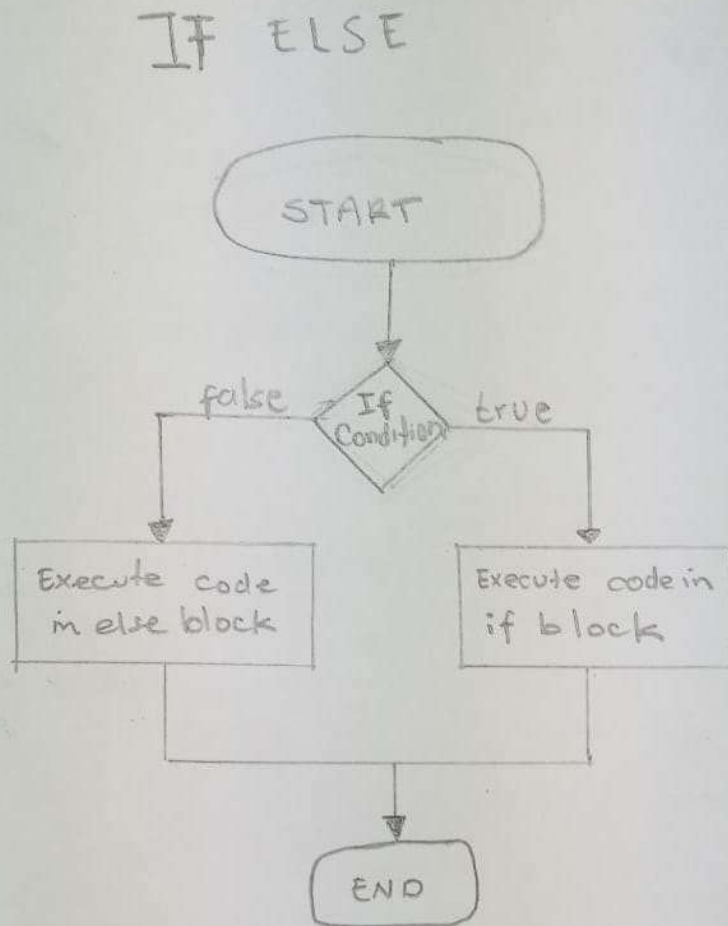 IF ELSE
START
false
If
Condition
true
Execute code
in else block
Execute code in
if block
END